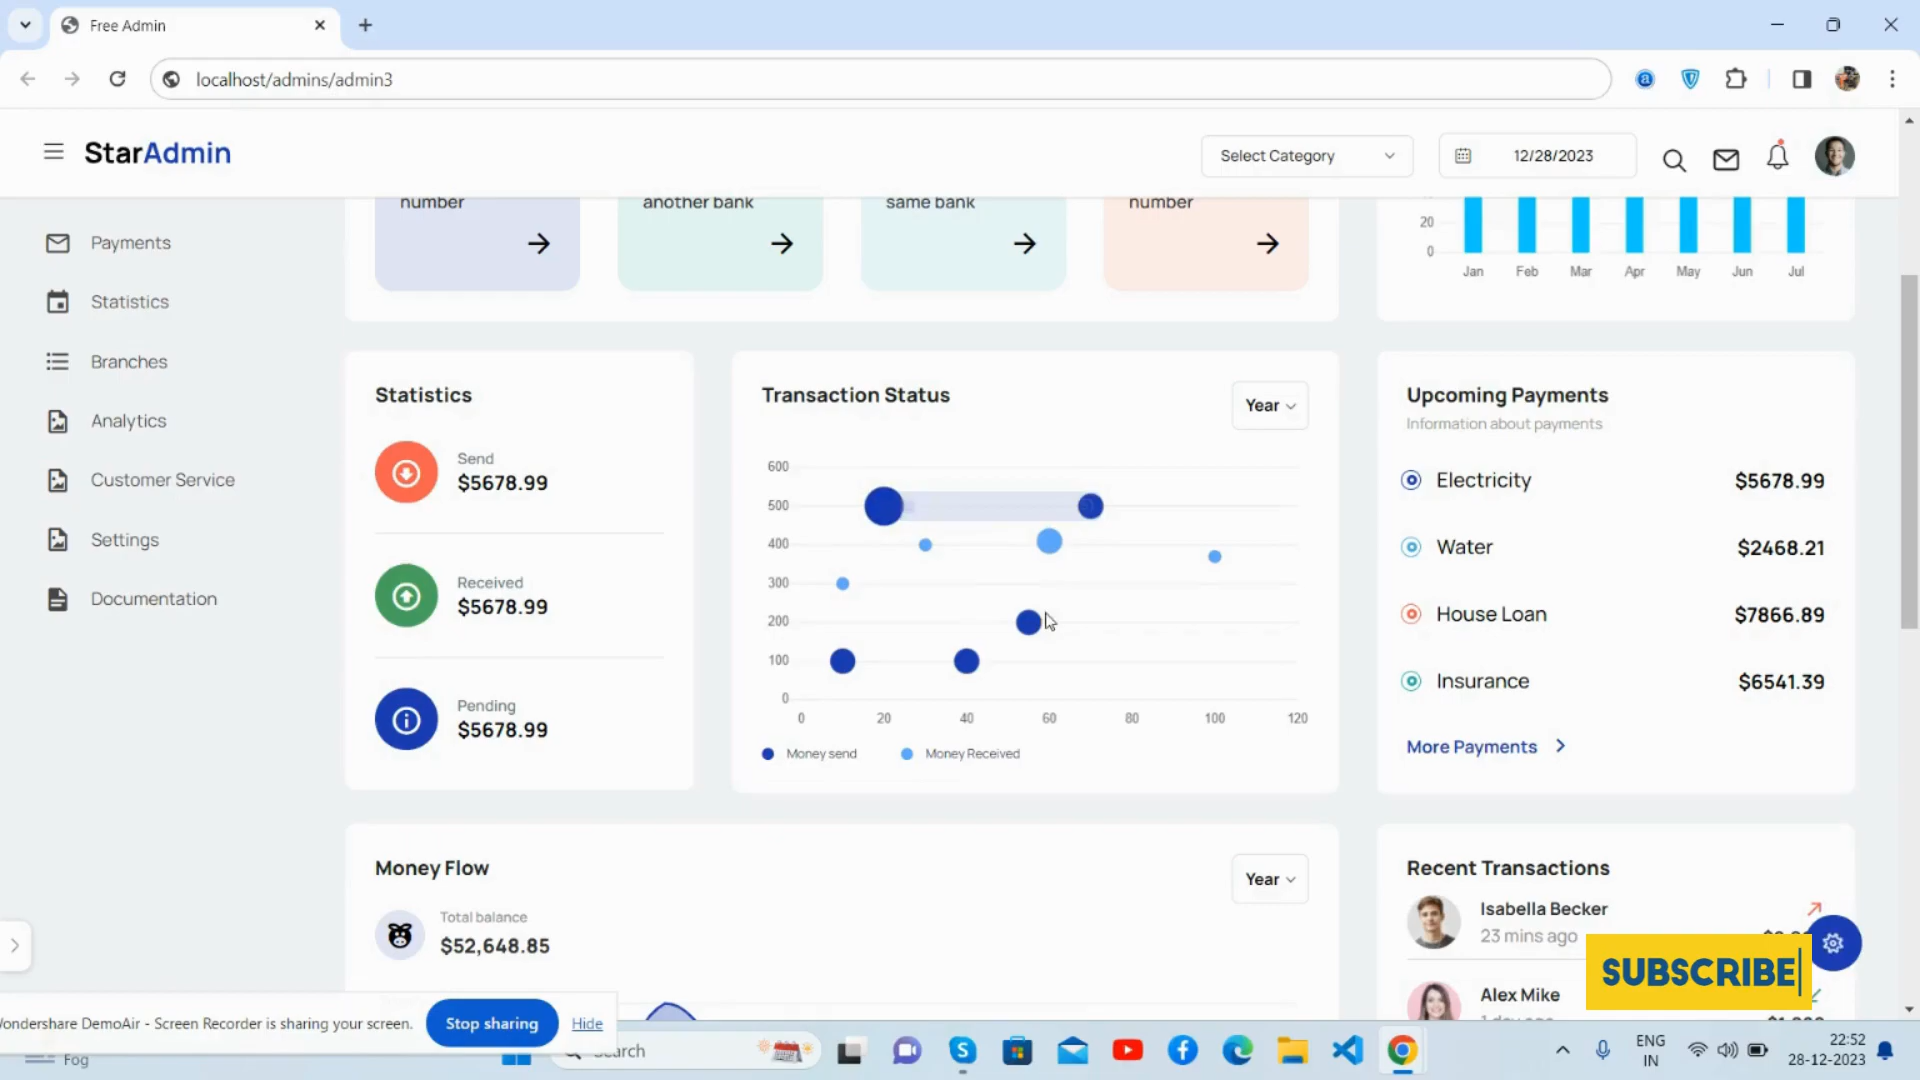 Free Admin
localhost/admins/admin3
StarAdmin
Select Category
12/28/2023
number
another bank
same bank
number
20
0
Jan Feb Mar Apr May Jun Jul
Payments
Statistics
Branches
Analytics
Customer Service
Settings
Documentation
Statistics
Send
$5678.99
Received
$5678.99
Pending
$5678.99
Transaction Status
Year
600
500
400
300
200
100
0
0 20 40 60 80 100 120
Money send Money Received
Upcoming Payments
Information about payments
Electricity $5678.99
Water $2468.21
House Loan $7866.89
Insurance $6541.39
More Payments
Money Flow
Year
Total balance
$52,648.85
Recent Transactions
Isabella Becker
23 mins ago
Alex Mike
1 day ago
SUBSCRIBE
ondershare DemoAir - Screen Recorder is sharing your screen.
Stop sharing
Hide
Fog
Search
ENG
IN
22:52
28-12-2023